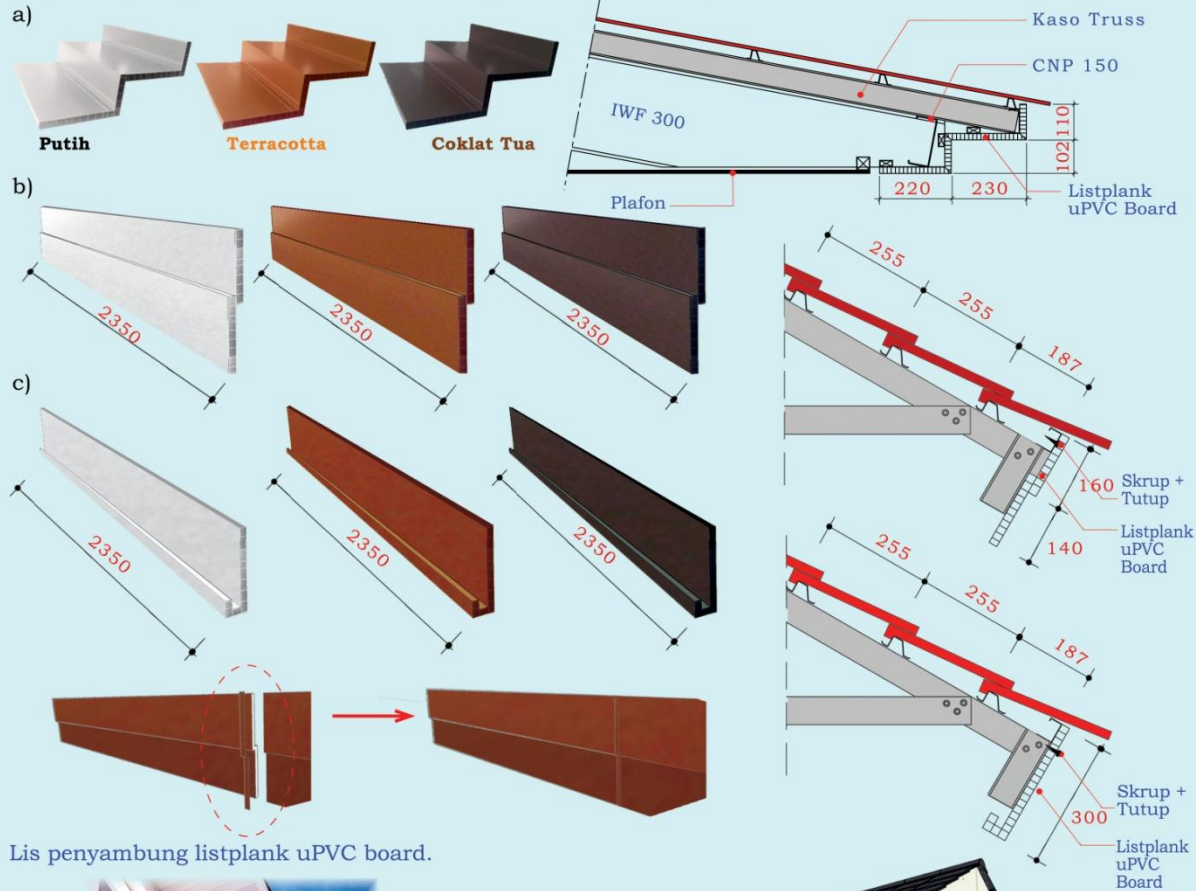 a)
Putih
Terracotta
Coklat Tua
Kaso Truss
CNP 150
IWF 300
110
102
220
230
Plafon
Listplank
uPVC Board
b)
2350
2350
2350
255
255
187
160
140
Skrup +
Tutup
Listplank
uPVC
Board
c)
2350
2350
2350
255
255
187
300
Skrup +
Tutup
Listplank
uPVC
Board
Lis penyambung listplank uPVC board.